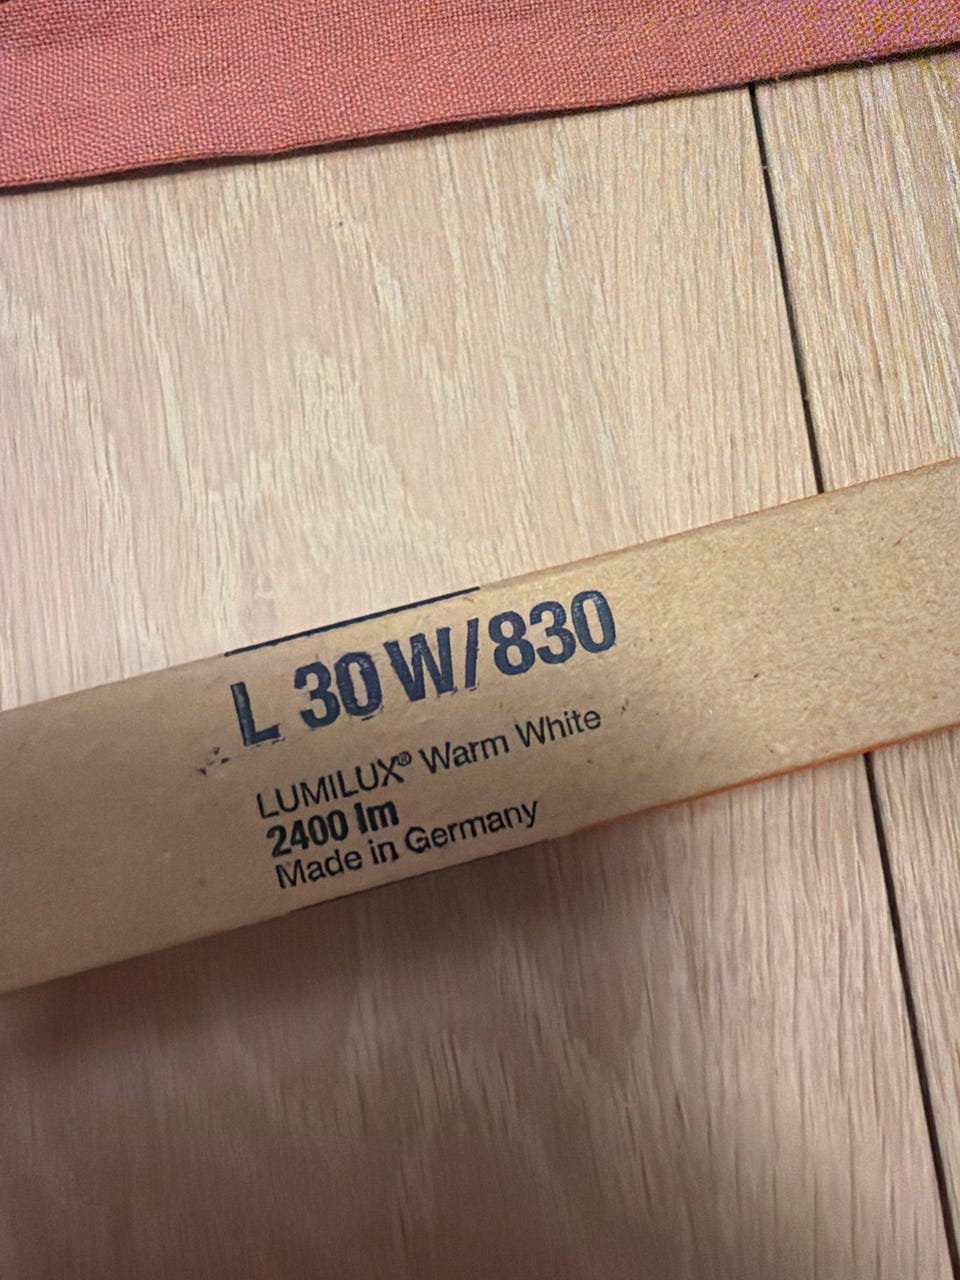 L 30 W/830
LUMILUX® Warm White
2400 lm
Made in Germany